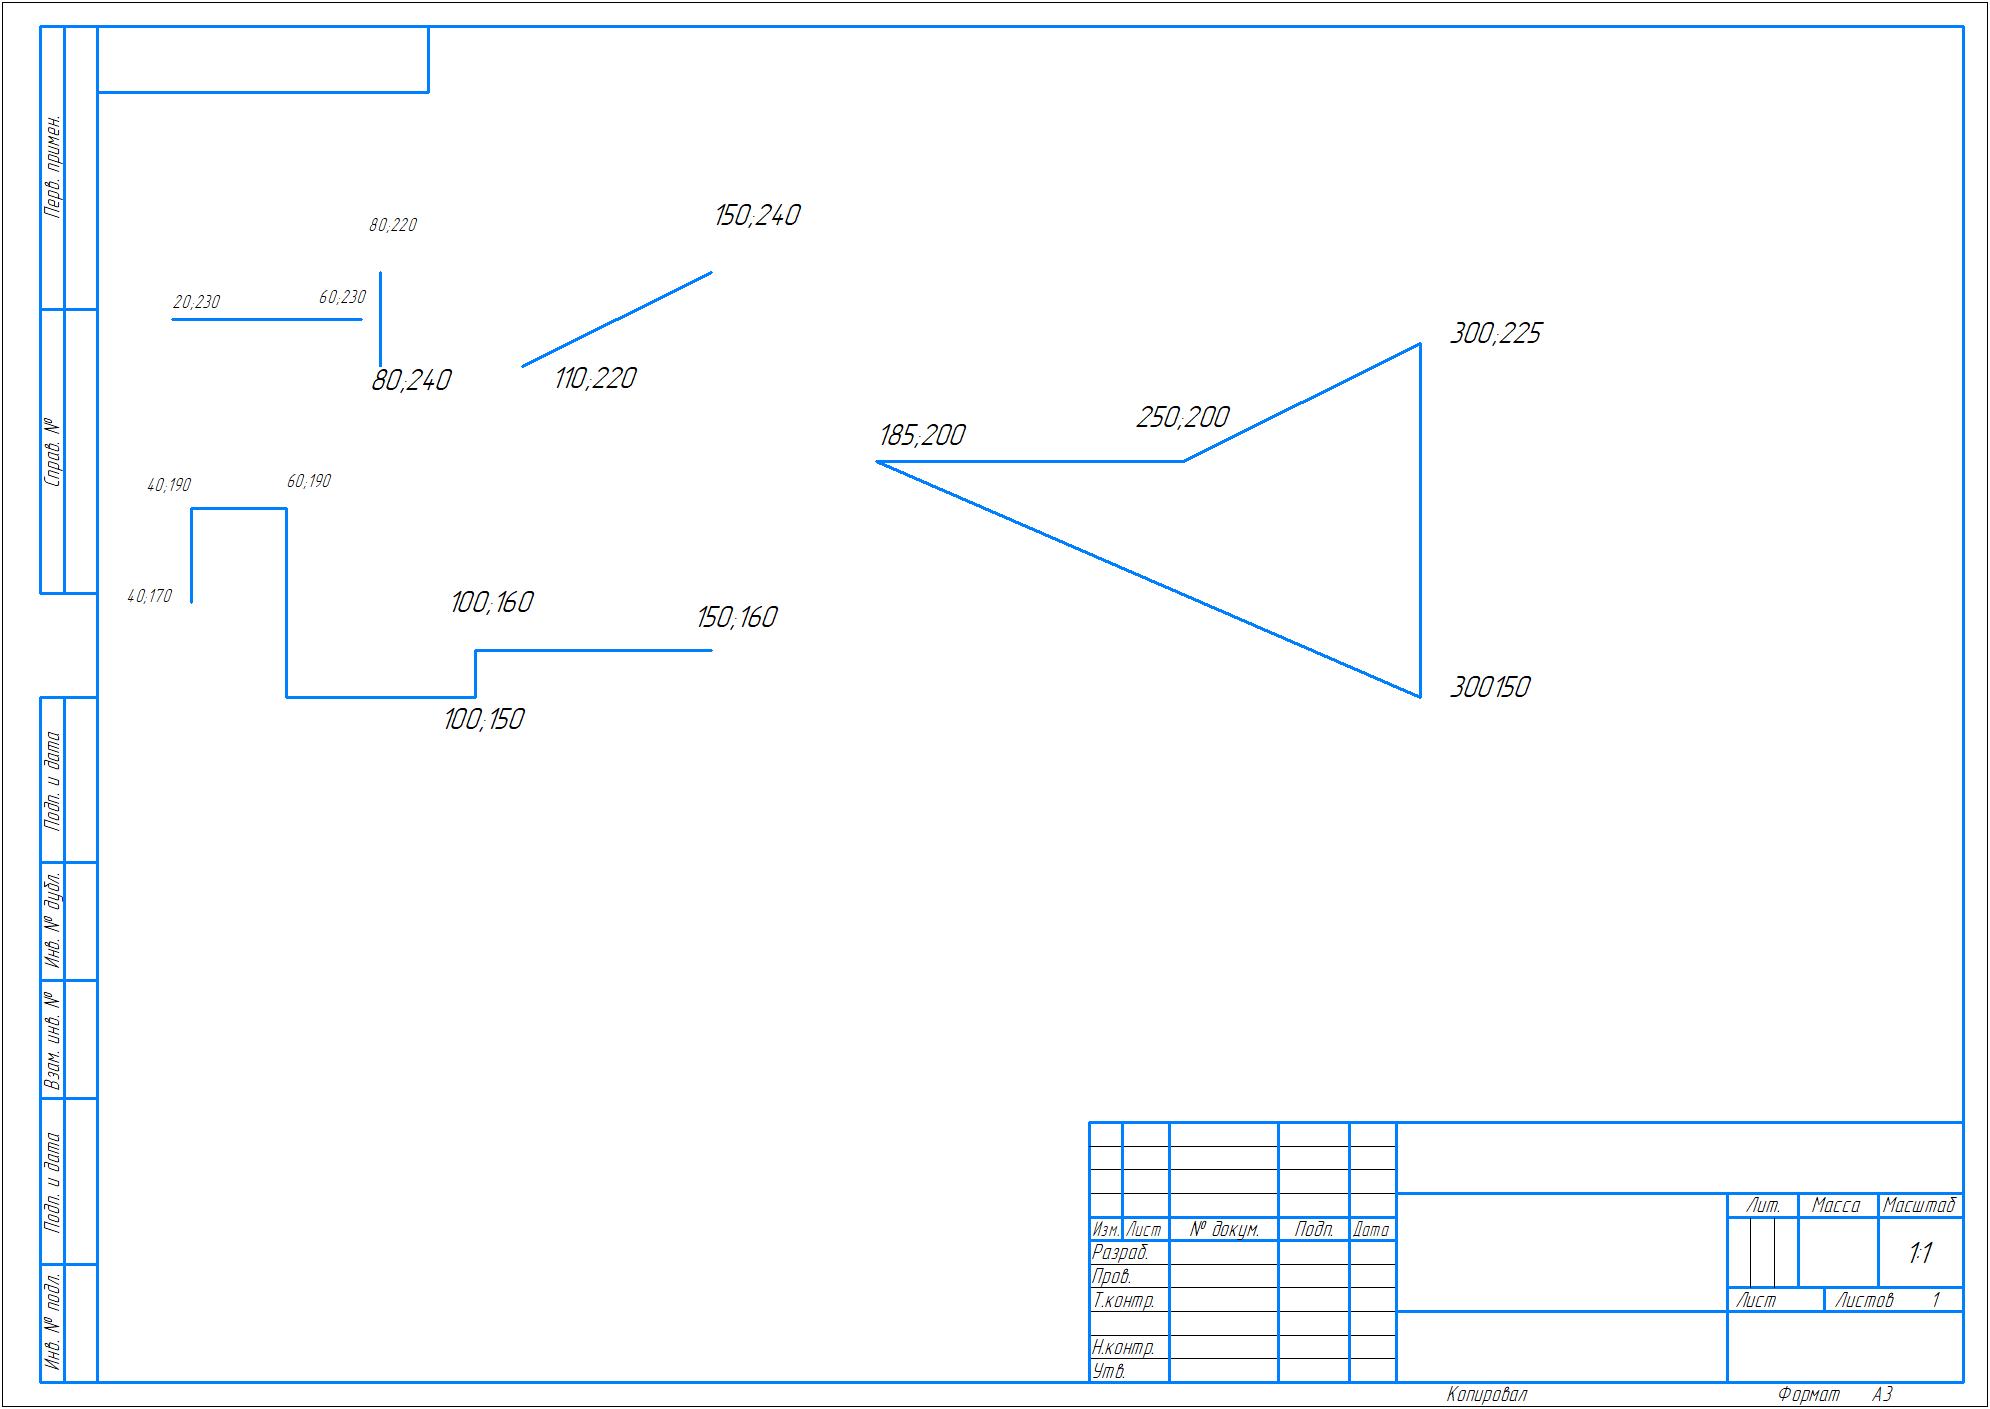 Перв. примен.
Справ. №
Подп. и дата
Инв. № дубл.
Взам. инв. №
Подп. и дата
Инв. № подл.
80;220
150;240
20;230
60;230
80;240
110;220
300;225
250;200
185;200
40;190
60;190
40;170
100;160
150;160
100;150
300150
Лит. Масса Масштаб
Изм. Лист № докум. Подп. Дата
Разраб.
1:1
Пров.
Т.контр.
Лист Листов 1
Н.контр.
Утв.
Копировал Формат А3